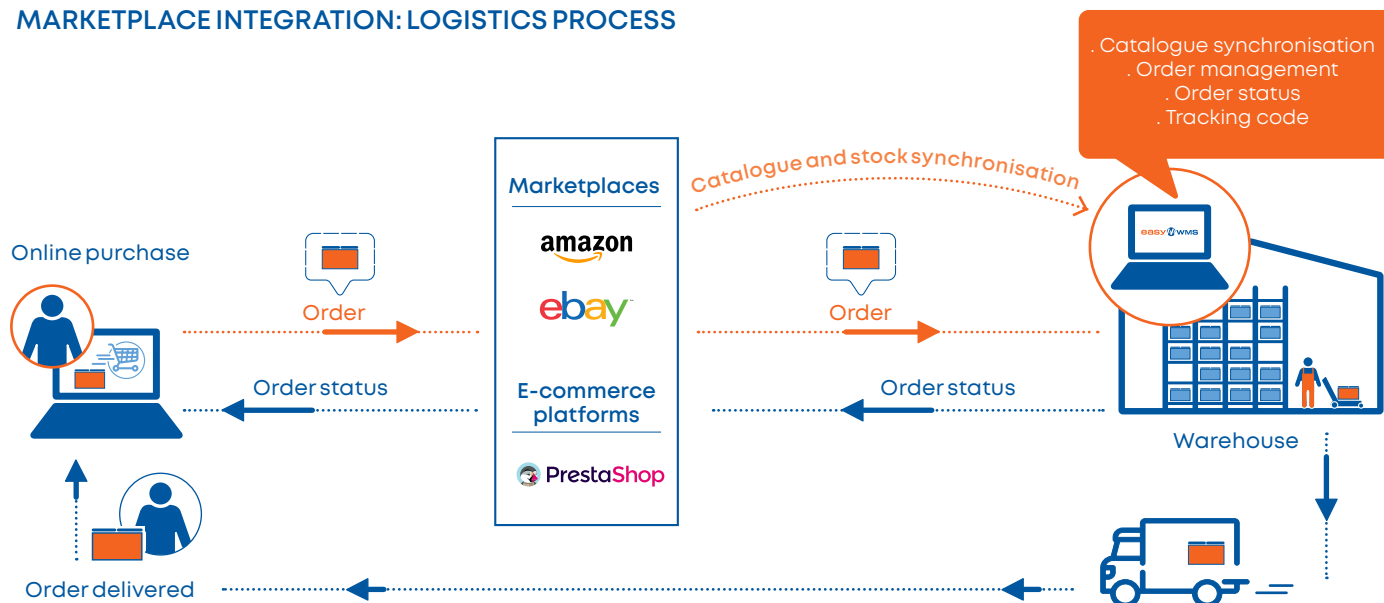 MARKETPLACE INTEGRATION: LOGISTICS PROCESS
. Catalogue synchronisation
. Order management
. Order status
. Tracking code
Marketplaces
Catalogue and stock synchronisation
amazon
easy WMS
Online purchase
ebay™
Order
Order
Order status
E-commerce
platforms
Order status
Warehouse
PrestaShop
Order delivered